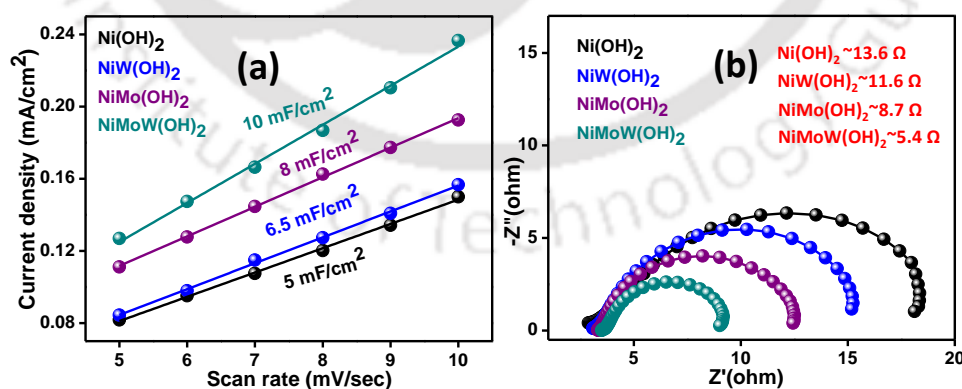 (a)
Ni(OH)2
NiW(OH)2
NiMo(OH)2
NiMoW(OH)2
10 mF/cm2
8 mF/cm2
6.5 mF/cm2
5 mF/cm2
Current density (mA/cm2)
0.24
0.20
0.16
0.12
0.08
5 6 7 8 9 10
Scan rate (mV/sec)
(b)
Ni(OH)2
NiW(OH)2
NiMo(OH)2
NiMoW(OH)2
Ni(OH)2~13.6 Ω
NiW(OH)2~11.6 Ω
NiMo(OH)2~8.7 Ω
NiMoW(OH)2~5.4 Ω
-Z"(ohm)
15
10
5
0
5 10 15 20
Z'(ohm)
itute of Technology Gu